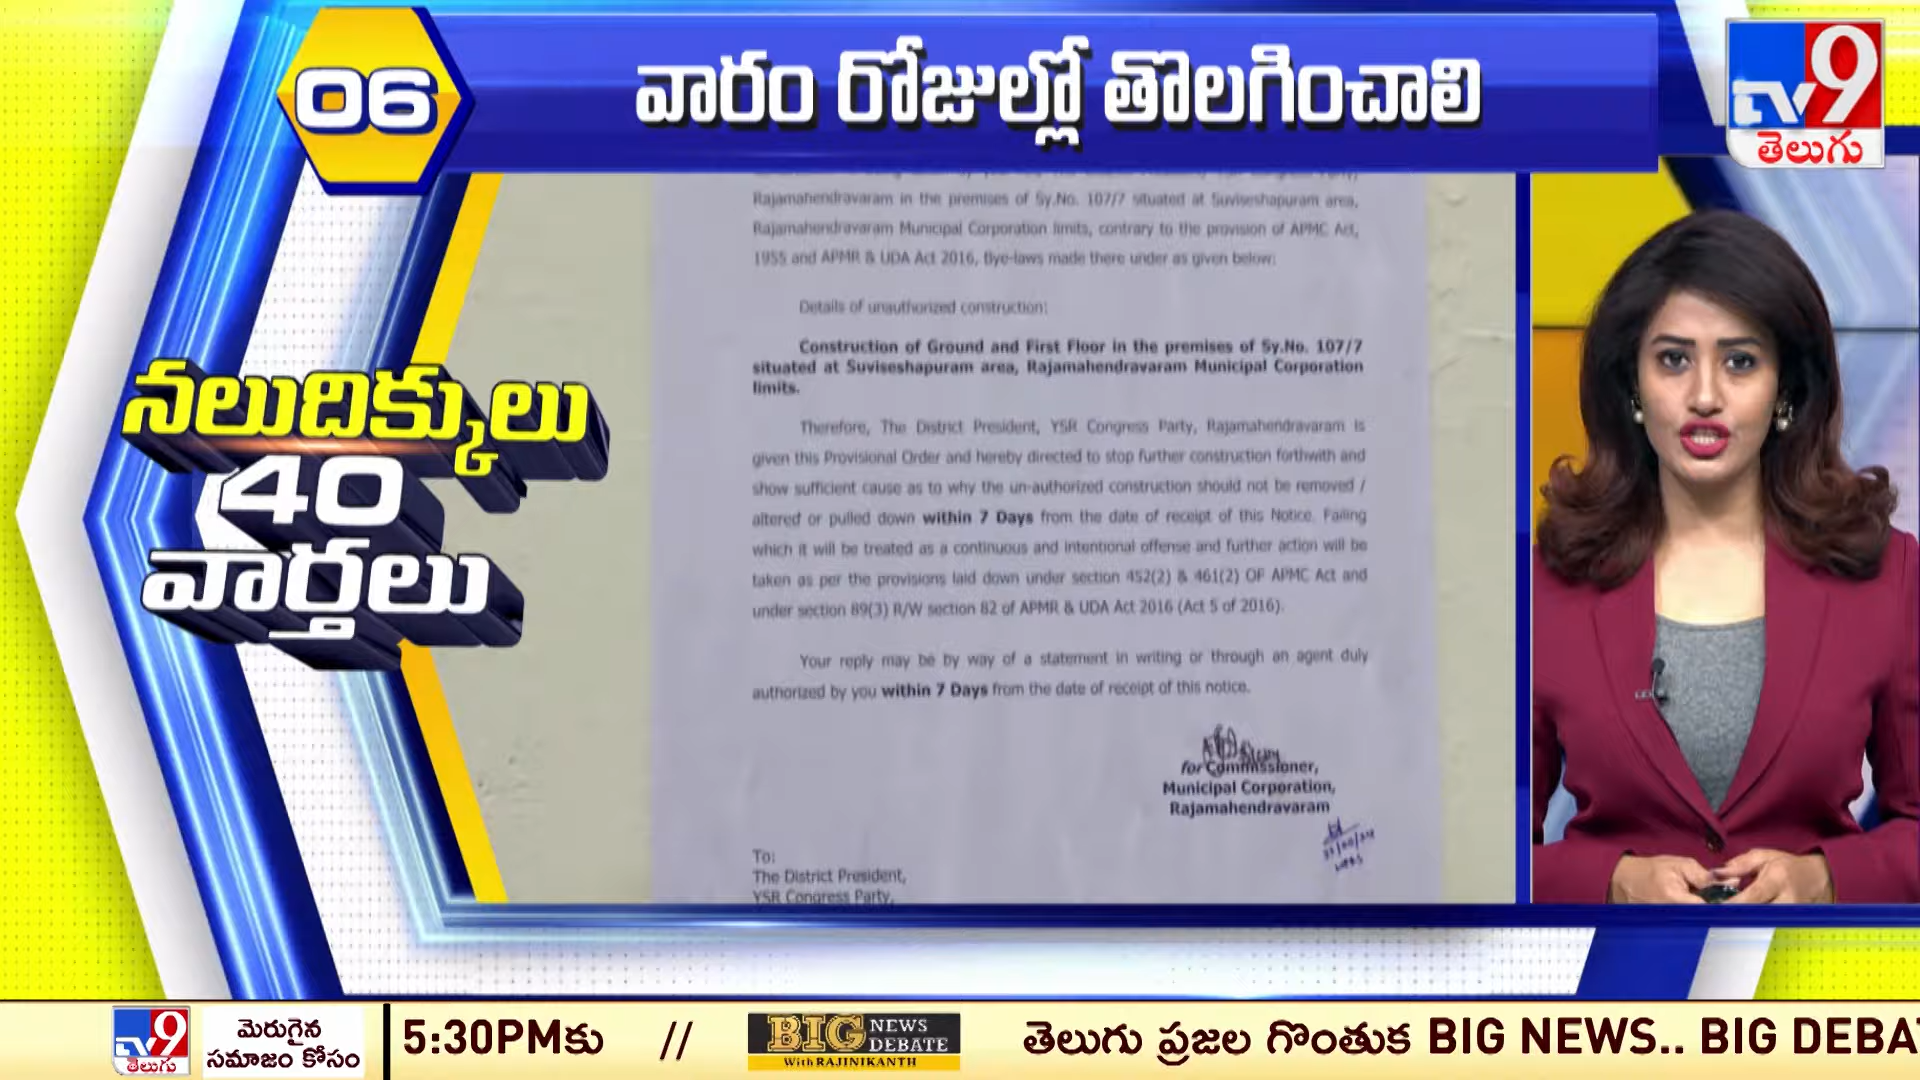 06
వారం రోజుల్లో తొలగించాలి
TV9
తెలుగు
నలుదిక్కులు
40
వార్తలు
Rajamahendravaram in the premises of Sy.No. 107/7 situated at Suviseshapuram area,
Rajamahendravaram Municipal Corporation limits, contrary to the provision of APMC Act,
1955 and APMR & UDA Act 2016, Bye-laws made there under as given below:
Details of unauthorized construction:
Construction of Ground and First Floor in the premises of Sy.No. 107/7
situated at Suviseshapuram area, Rajamahendravaram Municipal Corporation
limits.
Therefore, The District President, YSR Congress Party, Rajamahendravaram is
given this Provisional Order and hereby directed to stop further construction forthwith and
show sufficient cause as to why the un-authorized construction should not be removed /
altered or pulled down within 7 Days from the date of receipt of this Notice. Failing
which it will be treated as a continuous and intentional offense and further action will be
taken as per the provisions laid down under section 452(2) & 461(2) OF APMC Act and
under section 89(3) R/W section 82 of APMR & UDA Act 2016 (Act 5 of 2016).
Your reply may be by way of a statement in writing or through an agent duly
authorized by you within 7 Days from the date of receipt of this notice.
for Commissioner,
Municipal Corporation,
Rajamahendravaram
To:
The District President,
YSR Congress Party,
TV9
తెలుగు
మెరుగైన
సమాజం కోసం
5:30PMకు // BIG NEWS DEBATE With RAJINIKANTH తెలుగు ప్రజల గొంతుక BIG NEWS.. BIG DEBA